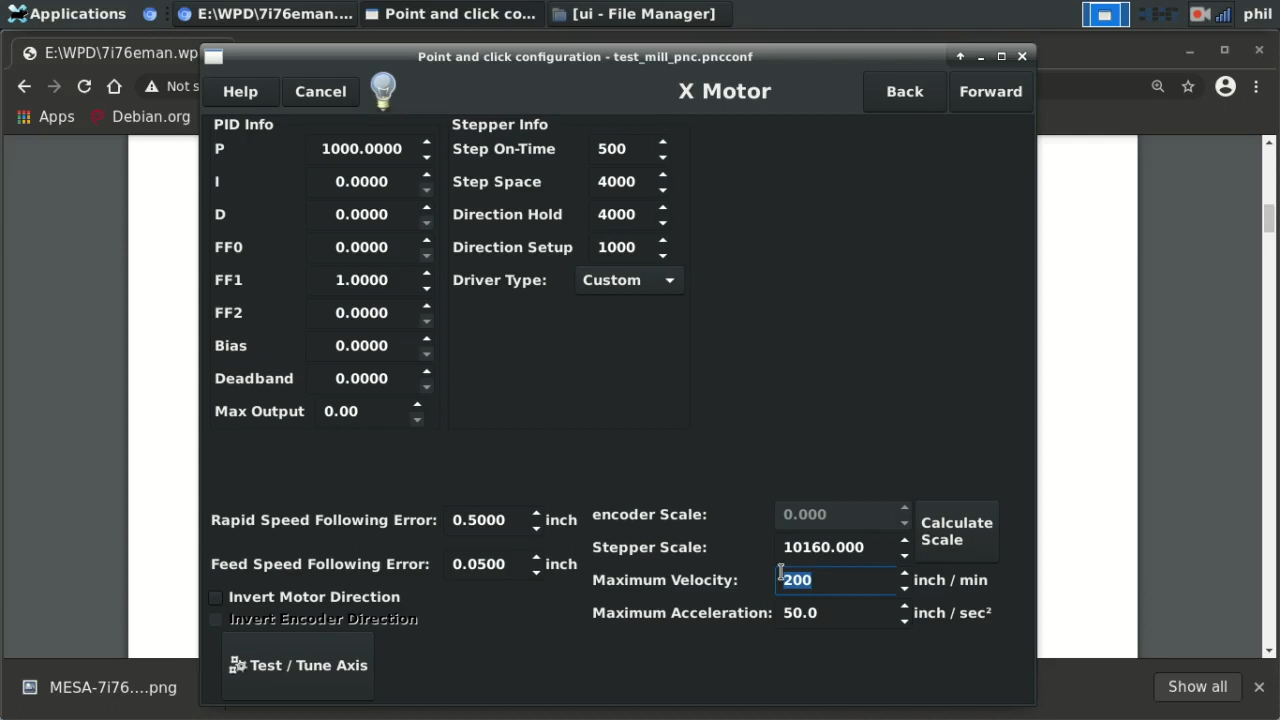 Applications
E:\WPD\7i76eman....
Point and click co...
[ui - File Manager]
phil
E:\WPD\7i76eman.wp
Point and click configuration - test_mill_pnc.pncconf
Not s
Help
Cancel
X Motor
Back
Forward
Apps
Debian.org
PID Info
Stepper Info
P
1000.0000
Step On-Time
500
I
0.0000
Step Space
4000
D
0.0000
Direction Hold
4000
FF0
0.0000
Direction Setup
1000
FF1
1.0000
Driver Type:
Custom
FF2
0.0000
Bias
0.0000
Deadband
0.0000
Max Output
0.00
Rapid Speed Following Error:
0.5000
inch
encoder Scale:
0.000
Calculate
Scale
Stepper Scale:
10160.000
Feed Speed Following Error:
0.0500
inch
Maximum Velocity:
200
inch / min
Invert Motor Direction
Maximum Acceleration:
50.0
inch / sec²
Invert Encoder Direction
Test / Tune Axis
MESA-7i76....png
Show all